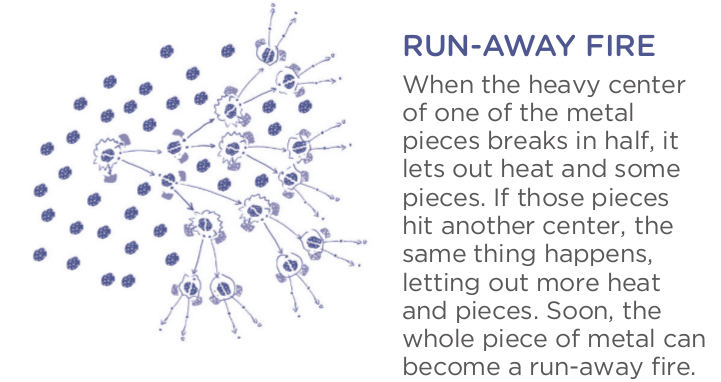 RUN-AWAY FIRE
When the heavy center
of one of the metal
pieces breaks in half, it
lets out heat and some
pieces. If those pieces
hit another center, the
same thing happens,
letting out more heat
and pieces. Soon, the
whole piece of metal can
become a run-away fire.